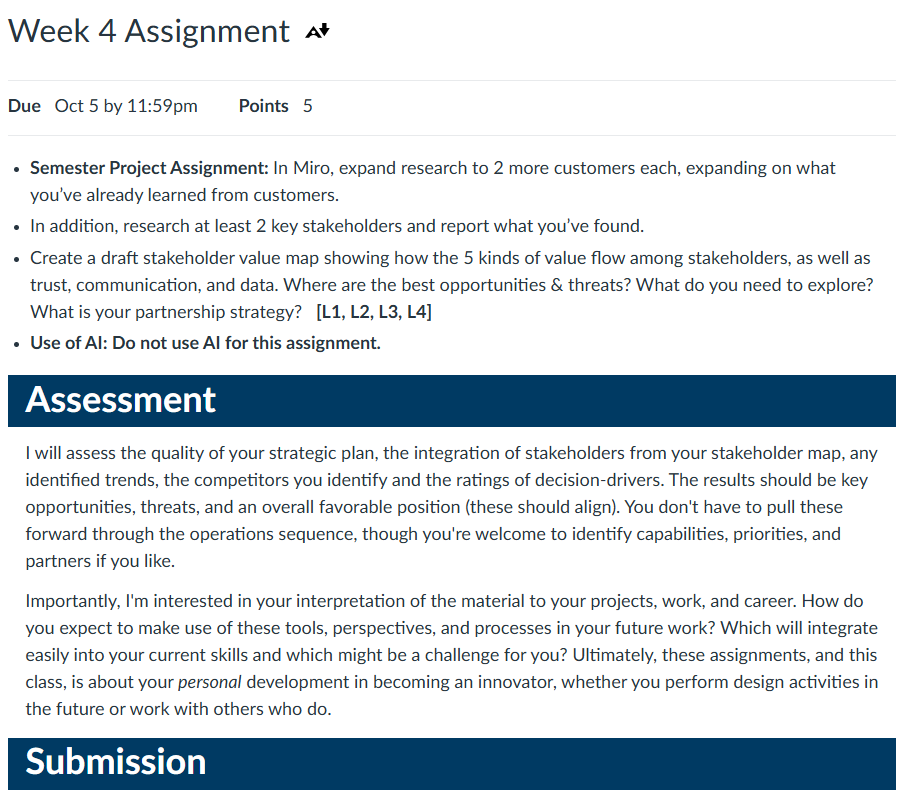 Week 4 Assignment
Due Oct 5 by 11:59pm Points 5
• Semester Project Assignment: In Miro, expand research to 2 more customers each, expanding on what
you’ve already learned from customers.
• In addition, research at least 2 key stakeholders and report what you’ve found.
• Create a draft stakeholder value map showing how the 5 kinds of value flow among stakeholders, as well as
trust, communication, and data. Where are the best opportunities & threats? What do you need to explore?
What is your partnership strategy? [L1, L2, L3, L4]
• Use of AI: Do not use AI for this assignment.
Assessment
I will assess the quality of your strategic plan, the integration of stakeholders from your stakeholder map, any
identified trends, the competitors you identify and the ratings of decision-drivers. The results should be key
opportunities, threats, and an overall favorable position (these should align). You don't have to pull these
forward through the operations sequence, though you're welcome to identify capabilities, priorities, and
partners if you like.
Importantly, I'm interested in your interpretation of the material to your projects, work, and career. How do
you expect to make use of these tools, perspectives, and processes in your future work? Which will integrate
easily into your current skills and which might be a challenge for you? Ultimately, these assignments, and this
class, is about your personal development in becoming an innovator, whether you perform design activities in
the future or work with others who do.
Submission